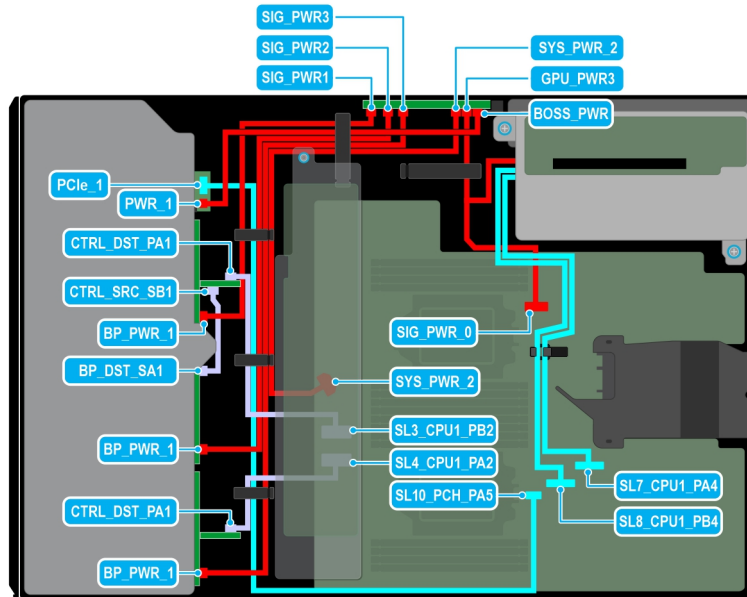 SIG_PWR3
SIG_PWR2
SYS_PWR_2
SIG_PWR1
GPU_PWR3
BOSS_PWR
PCIe_1
PWR_1
CTRL_DST_PA1
CTRL_SRC_SB1
BP_PWR_1
SIG_PWR_0
BP_DST_SA1
SYS_PWR_2
SL3_CPU1_PB2
BP_PWR_1
SL4_CPU1_PA2
SL7_CPU1_PA4
SL10_PCH_PA5
CTRL_DST_PA1
SL8_CPU1_PB4
BP_PWR_1